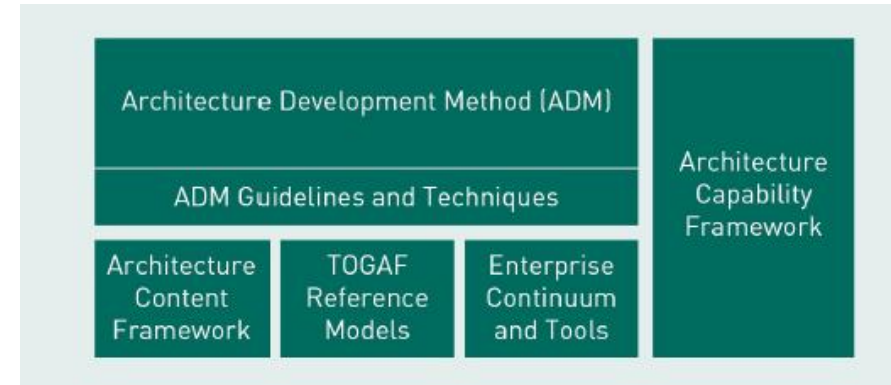 Architecture Development Method (ADM)
ADM Guidelines and Techniques
Architecture
Content
Framework
TOGAF
Reference
Models
Enterprise
Continuum
and Tools
Architecture
Capability
Framework